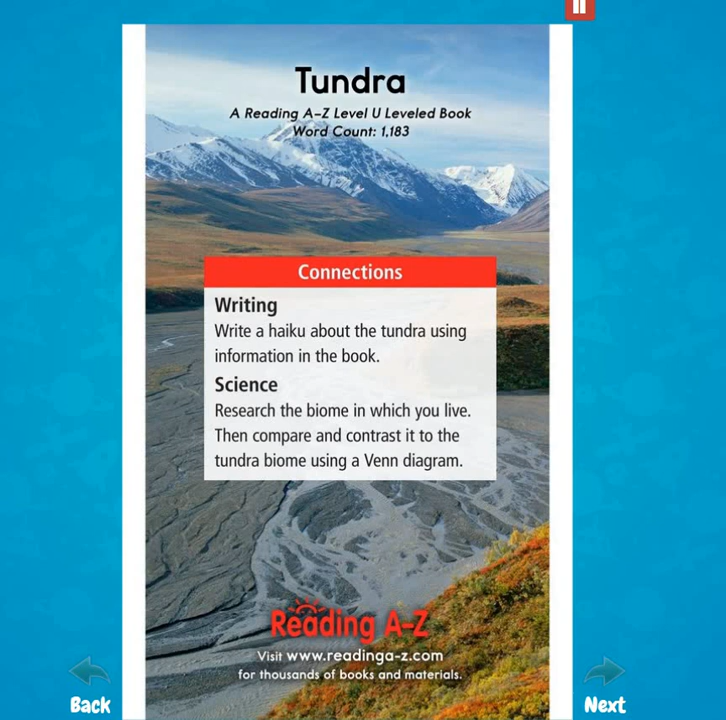 Tundra
A Reading A–Z Level U Leveled Book
Word Count: 1,183
Connections
Writing
Write a haiku about the tundra using
information in the book.
Science
Research the biome in which you live.
Then compare and contrast it to the
tundra biome using a Venn diagram.
Reading A–Z
Visit www.readinga-z.com
for thousands of books and materials.
Back
Next